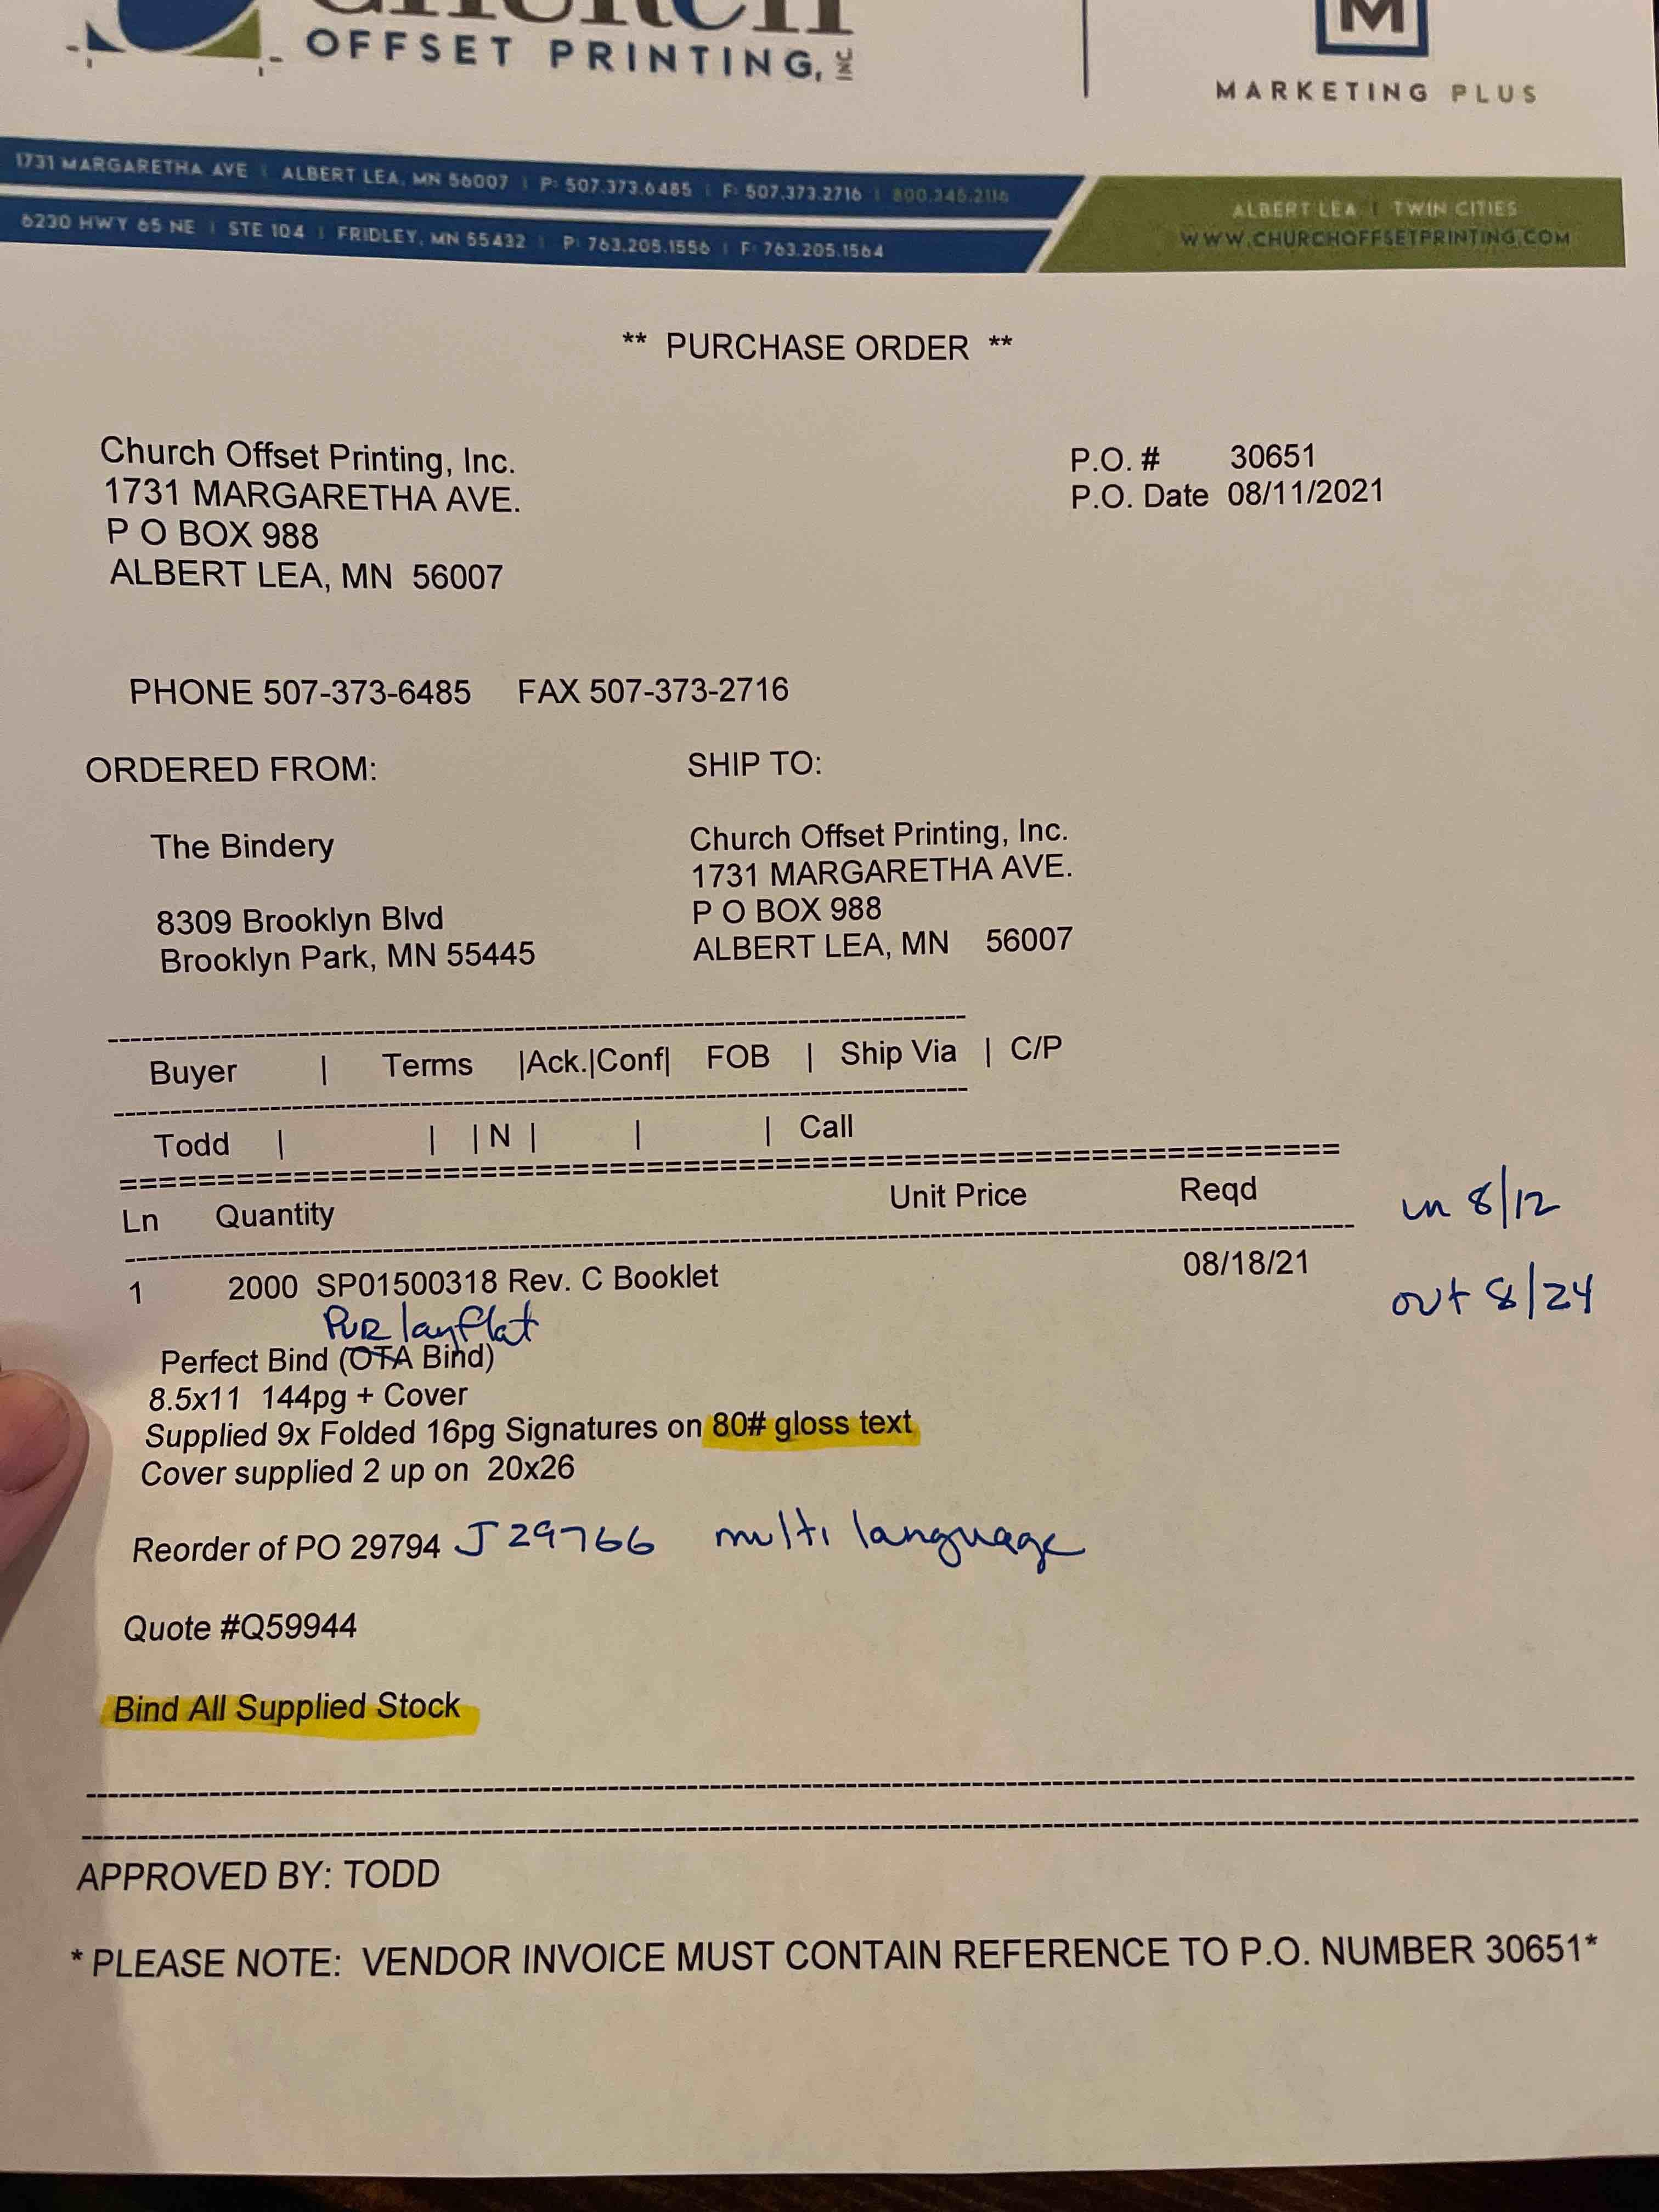 Church
OFFSET PRINTING, INC
M
MARKETING PLUS
1731 MARGARETHA AVE | ALBERT LEA, MN 56007 | P: 507.373.6485 | F: 507.373.2716 | 800.345.2116
6230 HWY 65 NE | STE 104 | FRIDLEY, MN 55432 | P: 763.205.1556 | F: 763.205.1564
ALBERT LEA | TWIN CITIES
WWW.CHURCHOFFSETPRINTING.COM
** PURCHASE ORDER **
Church Offset Printing, Inc.
1731 MARGARETHA AVE.
P O BOX 988
ALBERT LEA, MN 56007
P.O. # 30651
P.O. Date 08/11/2021
PHONE 507-373-6485 FAX 507-373-2716
ORDERED FROM:
The Bindery
8309 Brooklyn Blvd
Brooklyn Park, MN 55445
SHIP TO:
Church Offset Printing, Inc.
1731 MARGARETHA AVE.
P O BOX 988
ALBERT LEA, MN 56007
Buyer | Terms |Ack.|Conf| FOB | Ship Via | C/P
Todd | | |N| | | Call
Ln Quantity Unit Price Reqd
in 8/12
1 2000 SP01500318 Rev. C Booklet 08/18/21
out 8/24
PUR layflat
Perfect Bind (OTA Bind)
8.5x11 144pg + Cover
Supplied 9x Folded 16pg Signatures on 80# gloss text
Cover supplied 2 up on 20x26
Reorder of PO 29794 J29766 multi language
Quote #Q59944
Bind All Supplied Stock
APPROVED BY: TODD
* PLEASE NOTE: VENDOR INVOICE MUST CONTAIN REFERENCE TO P.O. NUMBER 30651*